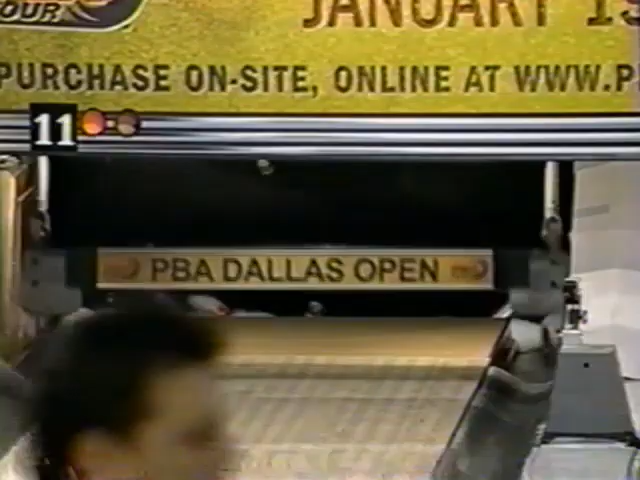 OUR
JANUARY 1
PURCHASE ON-SITE, ONLINE AT WWW.P
11
PBA DALLAS OPEN